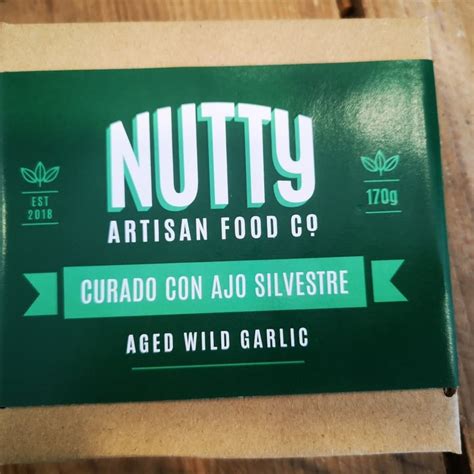 NUTTY
ARTISAN FOOD Cº
EST
2018
170g
CURADO CON AJO SILVESTRE
AGED WILD GARLIC